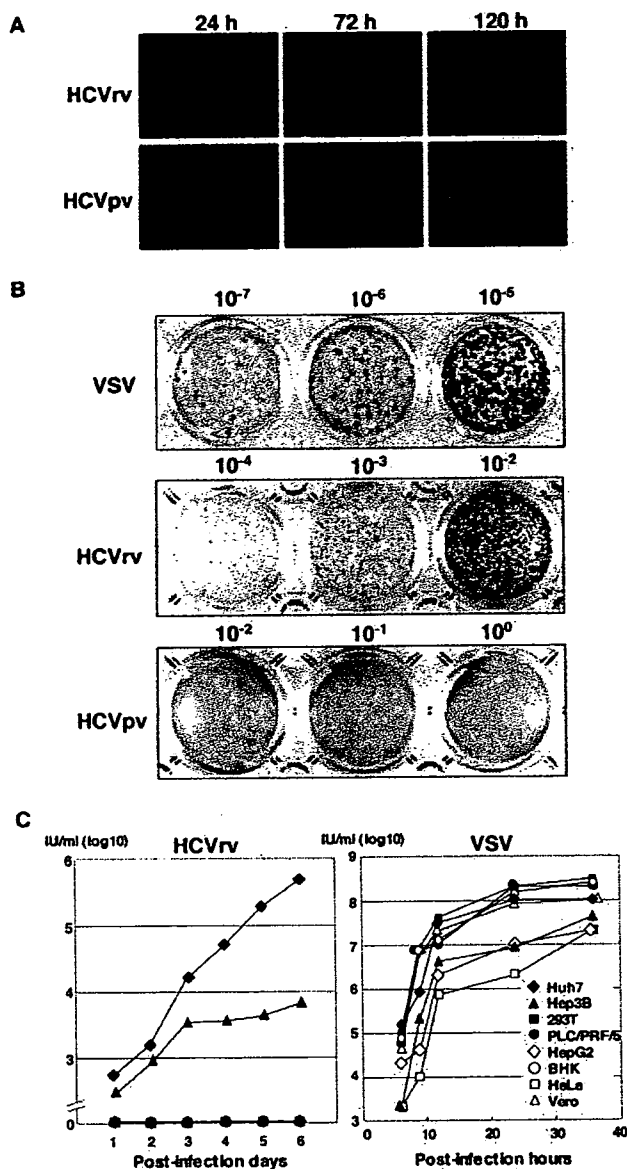 A
24 h 72 h 120 h
HCVrv
HCVpv
B
10-7 10-6 10-5
VSV
10-4 10-3 10-2
HCVrv
10-2 10-1 100
HCVpv
C
IU/ml (log10) HCVrv
6
5
4
3
0
1 2 3 4 5 6
Post-infection days
IU/ml (log10) VSV
9
8
7
6
5
4
3
0 10 20 30 40
Post-infection hours
Huh7
Hep3B
293T
PLC/PRF/5
HepG2
BHK
HeLa
Vero